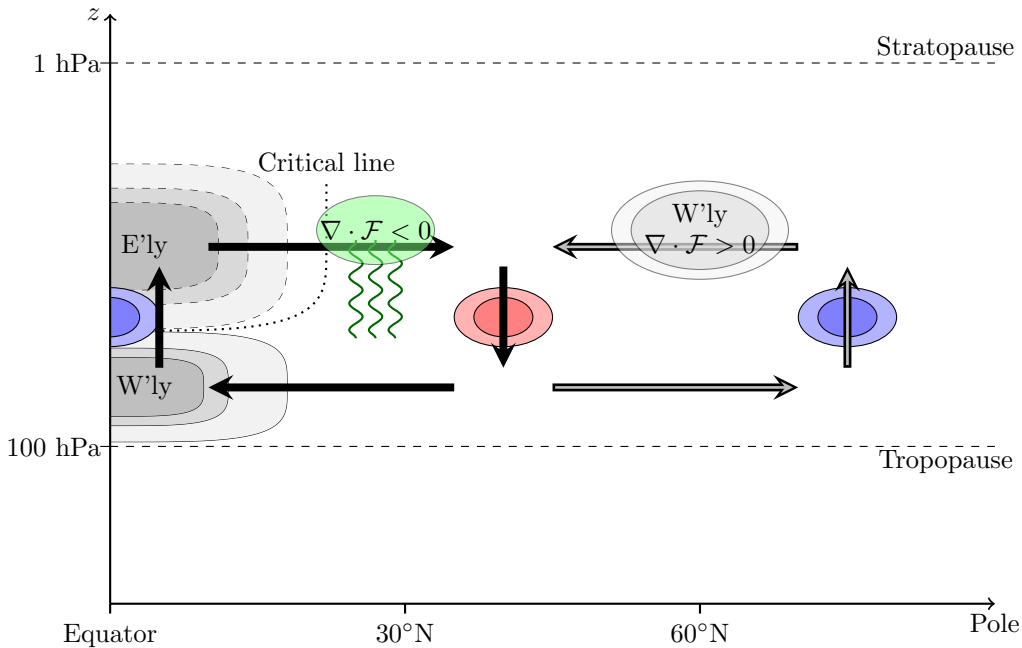 z
Stratopause
1 hPa
Critical line
W'ly
∇ · ℱ < 0
E'ly
∇ · ℱ > 0
W'ly
100 hPa
Tropopause
Equator
30°N
60°N
Pole